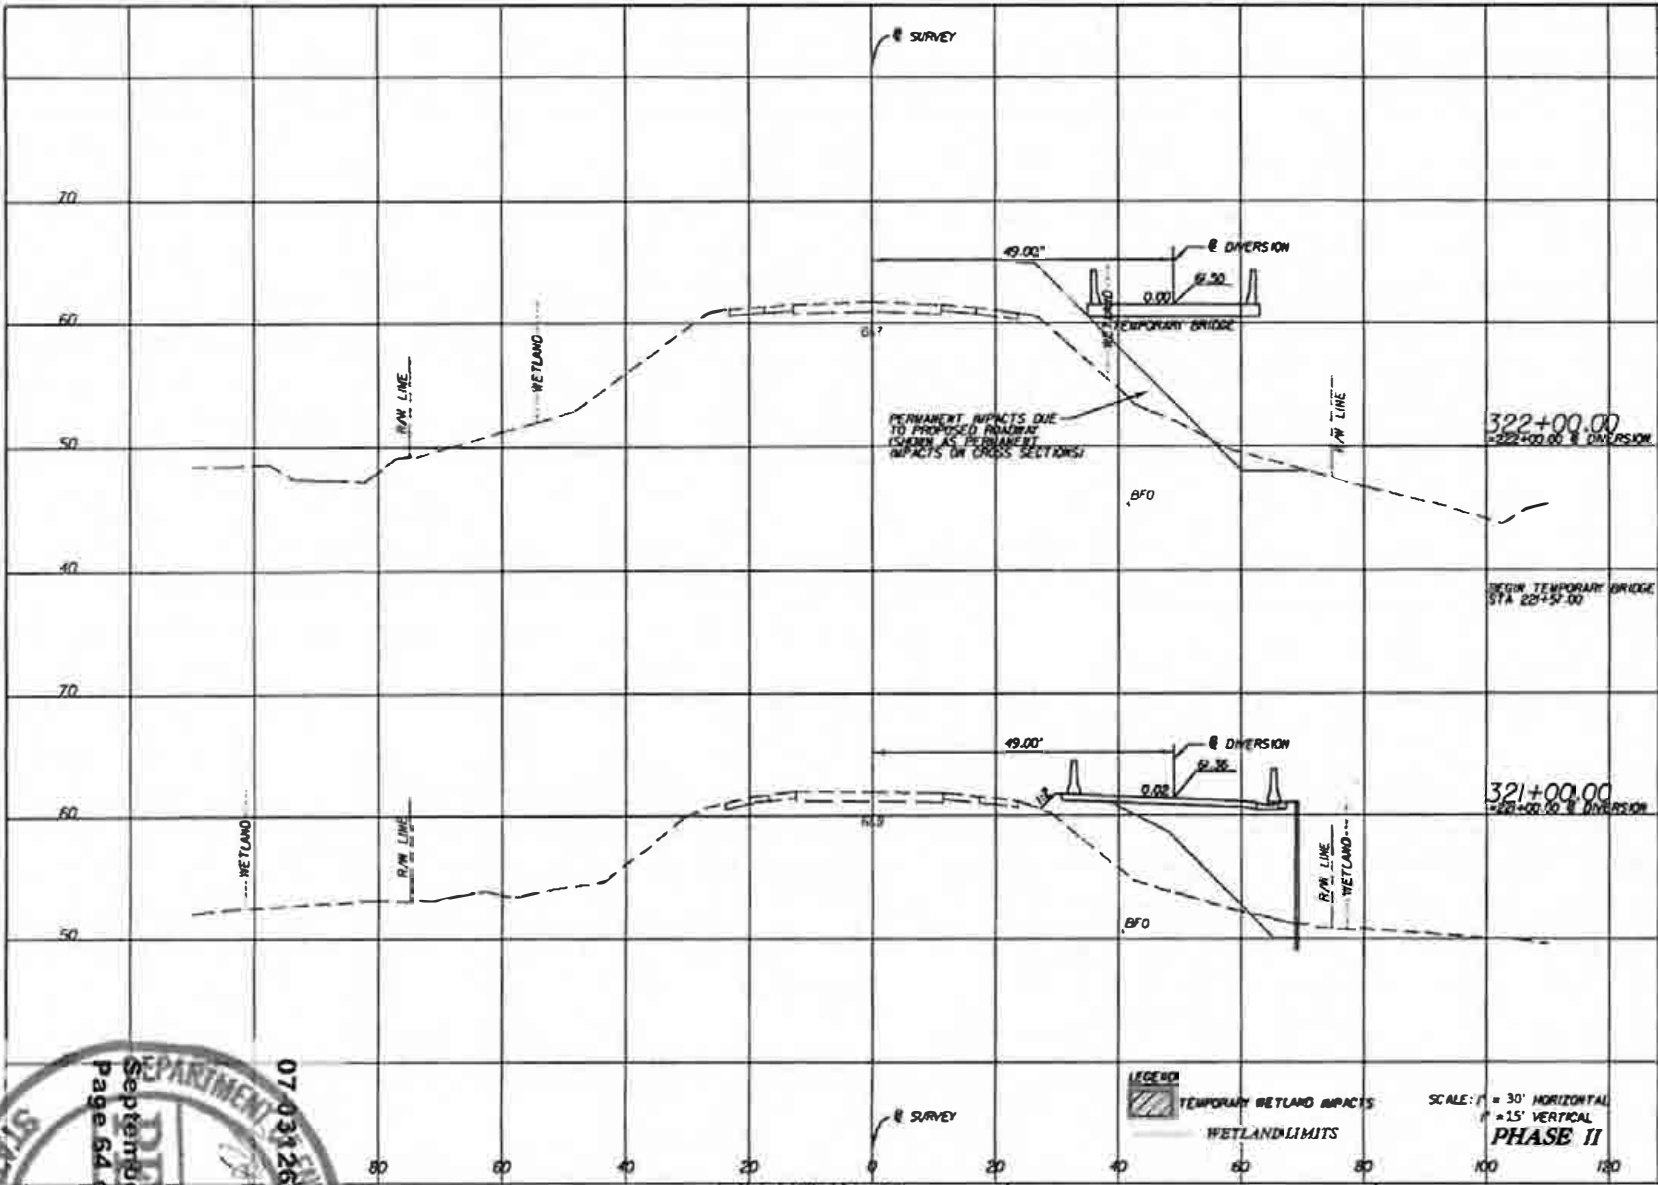 ℄ SURVEY
70
49.00'
℄ DIVERSION
61.50
0.00
60
TEMPORARY BRIDGE
WETLAND
WETLAND
R/W LINE
R/W LINE
PERMANENT IMPACTS DUE
TO PROPOSED ROADWAY
(SHOWN AS PERMANENT
IMPACTS ON CROSS SECTIONS)
322+00.00
=222+00.00 ℄ DIVERSION
50
BFO
40
BEGIN TEMPORARY BRIDGE
STA 221+57.00
70
49.00'
℄ DIVERSION
61.36
0.02
321+00.00
=221+00.00 ℄ DIVERSION
60
WETLAND
R/W LINE
R/W LINE
WETLAND
BFO
50
LEGEND
TEMPORARY WETLAND IMPACTS
WETLAND LIMITS
SCALE: 1" = 30' HORIZONTAL
1" = 15' VERTICAL
PHASE II
℄ SURVEY
80 60 40 20 0 20 40 60 80 100 120
DEPARTMENT
Page 64